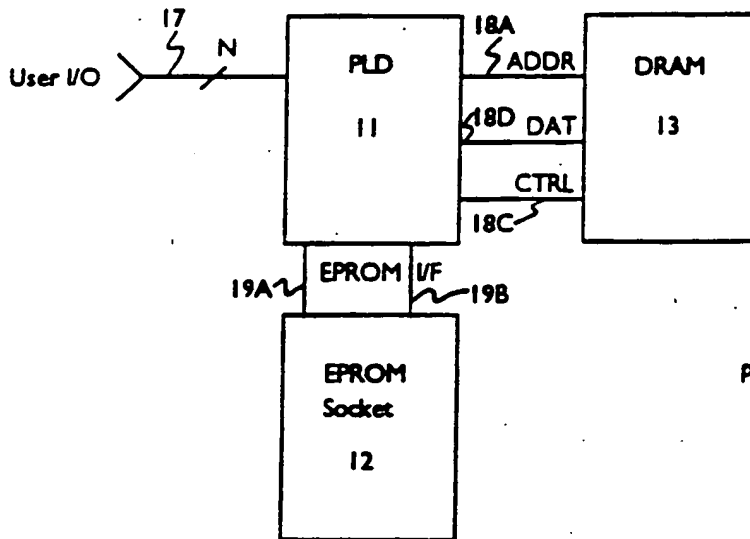 17
N
User I/O
PLD
11
18A
ADDR
18D
DAT
CTRL
18C
DRAM
13
EPROM I/F
19A
19B
EPROM
Socket
12
P